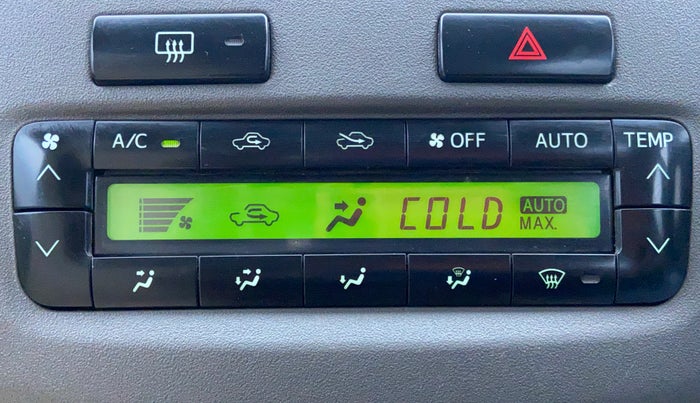 A/C OFF AUTO TEMP
COLD AUTO
MAX.